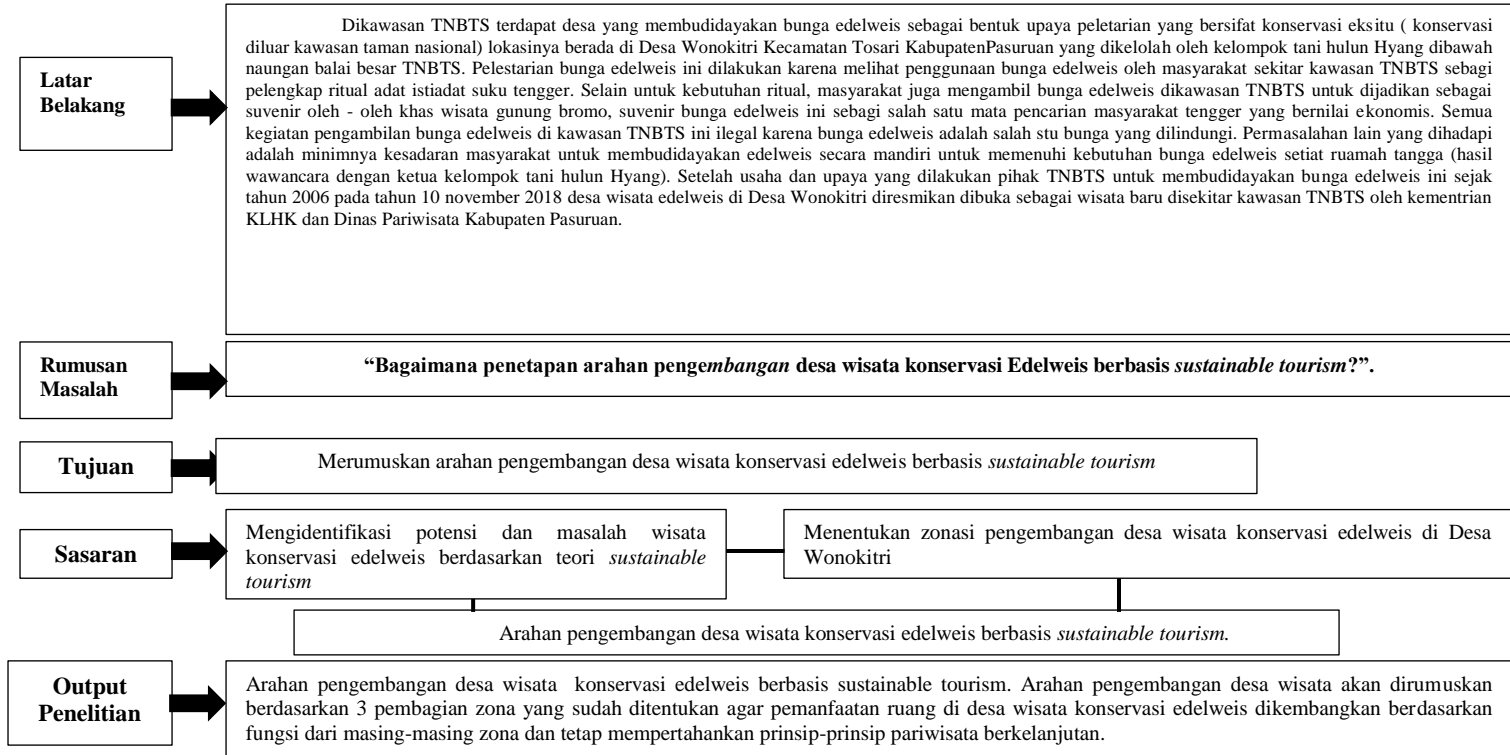 Latar
Belakang
Dikawasan TNBTS terdapat desa yang membudidayakan bunga edelweis sebagai bentuk upaya peletarian yang bersifat konservasi eksitu ( konservasi
diluar kawasan taman nasional) lokasinya berada di Desa Wonokitri Kecamatan Tosari KabupatenPasuruan yang dikelolah oleh kelompok tani hulun Hyang dibawah
naungan balai besar TNBTS. Pelestarian bunga edelweis ini dilakukan karena melihat penggunaan bunga edelweis oleh masyarakat sekitar kawasan TNBTS sebagi
pelengkap ritual adat istiadat suku tengger. Selain untuk kebutuhan ritual, masyarakat juga mengambil bunga edelweis dikawasan TNBTS untuk dijadikan sebagai
suvenir oleh - oleh khas wisata gunung bromo, suvenir bunga edelweis ini sebagi salah satu mata pencarian masyarakat tengger yang bernilai ekonomis. Semua
kegiatan pengambilan bunga edelweis di kawasan TNBTS ini ilegal karena bunga edelweis adalah salah stu bunga yang dilindungi. Permasalahan lain yang dihadapi
adalah minimnya kesadaran masyarakat untuk membudidayakan edelweis secara mandiri untuk memenuhi kebutuhan bunga edelweis setiat ruamah tangga (hasil
wawancara dengan ketua kelompok tani hulun Hyang). Setelah usaha dan upaya yang dilakukan pihak TNBTS untuk membudidayakan bunga edelweis ini sejak
tahun 2006 pada tahun 10 november 2018 desa wisata edelweis di Desa Wonokitri diresmikan dibuka sebagai wisata baru disekitar kawasan TNBTS oleh kementrian
KLHK dan Dinas Pariwisata Kabupaten Pasuruan.
Rumusan
Masalah
“Bagaimana penetapan arahan pengembangan desa wisata konservasi Edelweis berbasis sustainable tourism?”.
Tujuan
Merumuskan arahan pengembangan desa wisata konservasi edelweis berbasis sustainable tourism
Sasaran
Mengidentifikasi potensi dan masalah wisata
konservasi edelweis berdasarkan teori sustainable
tourism
Menentukan zonasi pengembangan desa wisata konservasi edelweis di Desa
Wonokitri
Arahan pengembangan desa wisata konservasi edelweis berbasis sustainable tourism.
Output
Penelitian
Arahan pengembangan desa wisata konservasi edelweis berbasis sustainable tourism. Arahan pengembangan desa wisata akan dirumuskan
berdasarkan 3 pembagian zona yang sudah ditentukan agar pemanfaatan ruang di desa wisata konservasi edelweis dikembangkan berdasarkan
fungsi dari masing-masing zona dan tetap mempertahankan prinsip-prinsip pariwisata berkelanjutan.